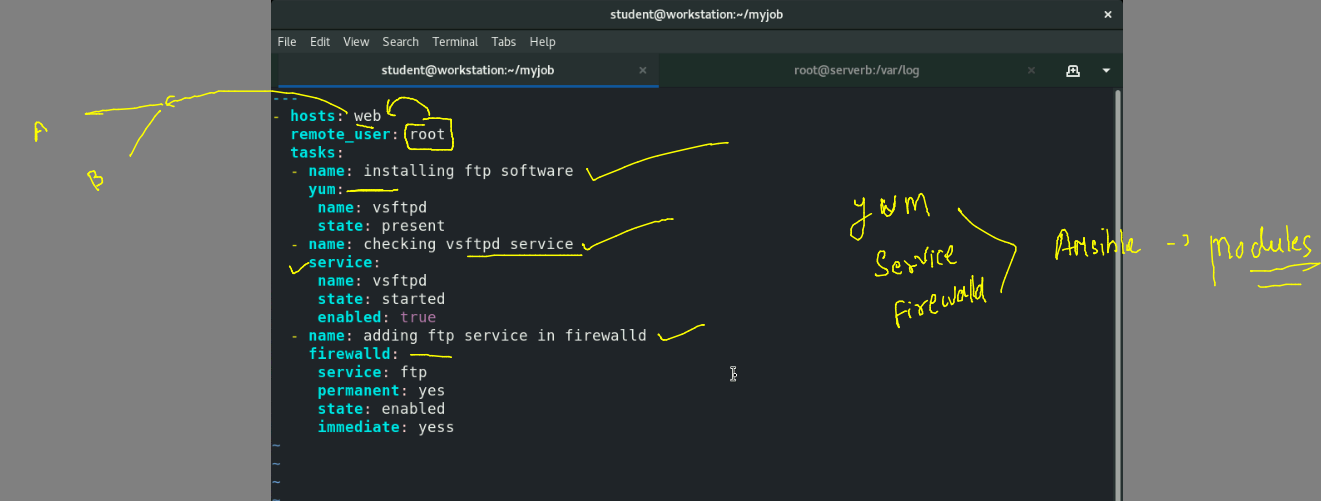 student@workstation:~/myjob ×
File Edit View Search Terminal Tabs Help
student@workstation:~/myjob × root@serverb:/var/log ×
---
- hosts: web
remote_user: root
tasks:
- name: installing ftp software
yum:
name: vsftpd
state: present
- name: checking vsftpd service
service:
name: vsftpd
state: started
enabled: true
- name: adding ftp service in firewalld
firewalld:
service: ftp
permanent: yes
state: enabled
immediate: yess
~
~
~
A
B
yum
Service
Firewalld
Ansible -> modules